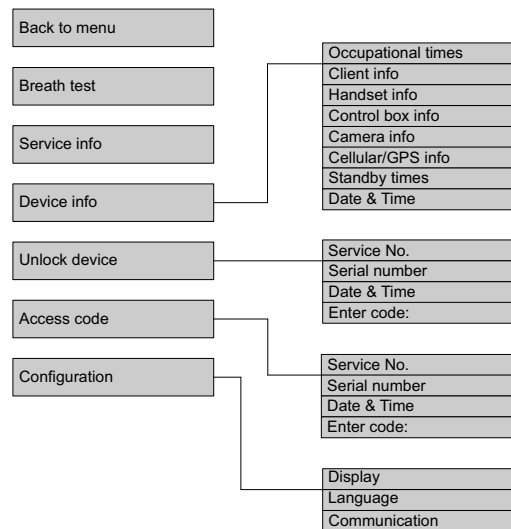 Back to menu
Breath test
Service info
Device info
Unlock device
Access code
Configuration
Occupational times
Client info
Handset info
Control box info
Camera info
Cellular/GPS info
Standby times
Date & Time
Service No.
Serial number
Date & Time
Enter code:
Service No.
Serial number
Date & Time
Enter code:
Display
Language
Communication